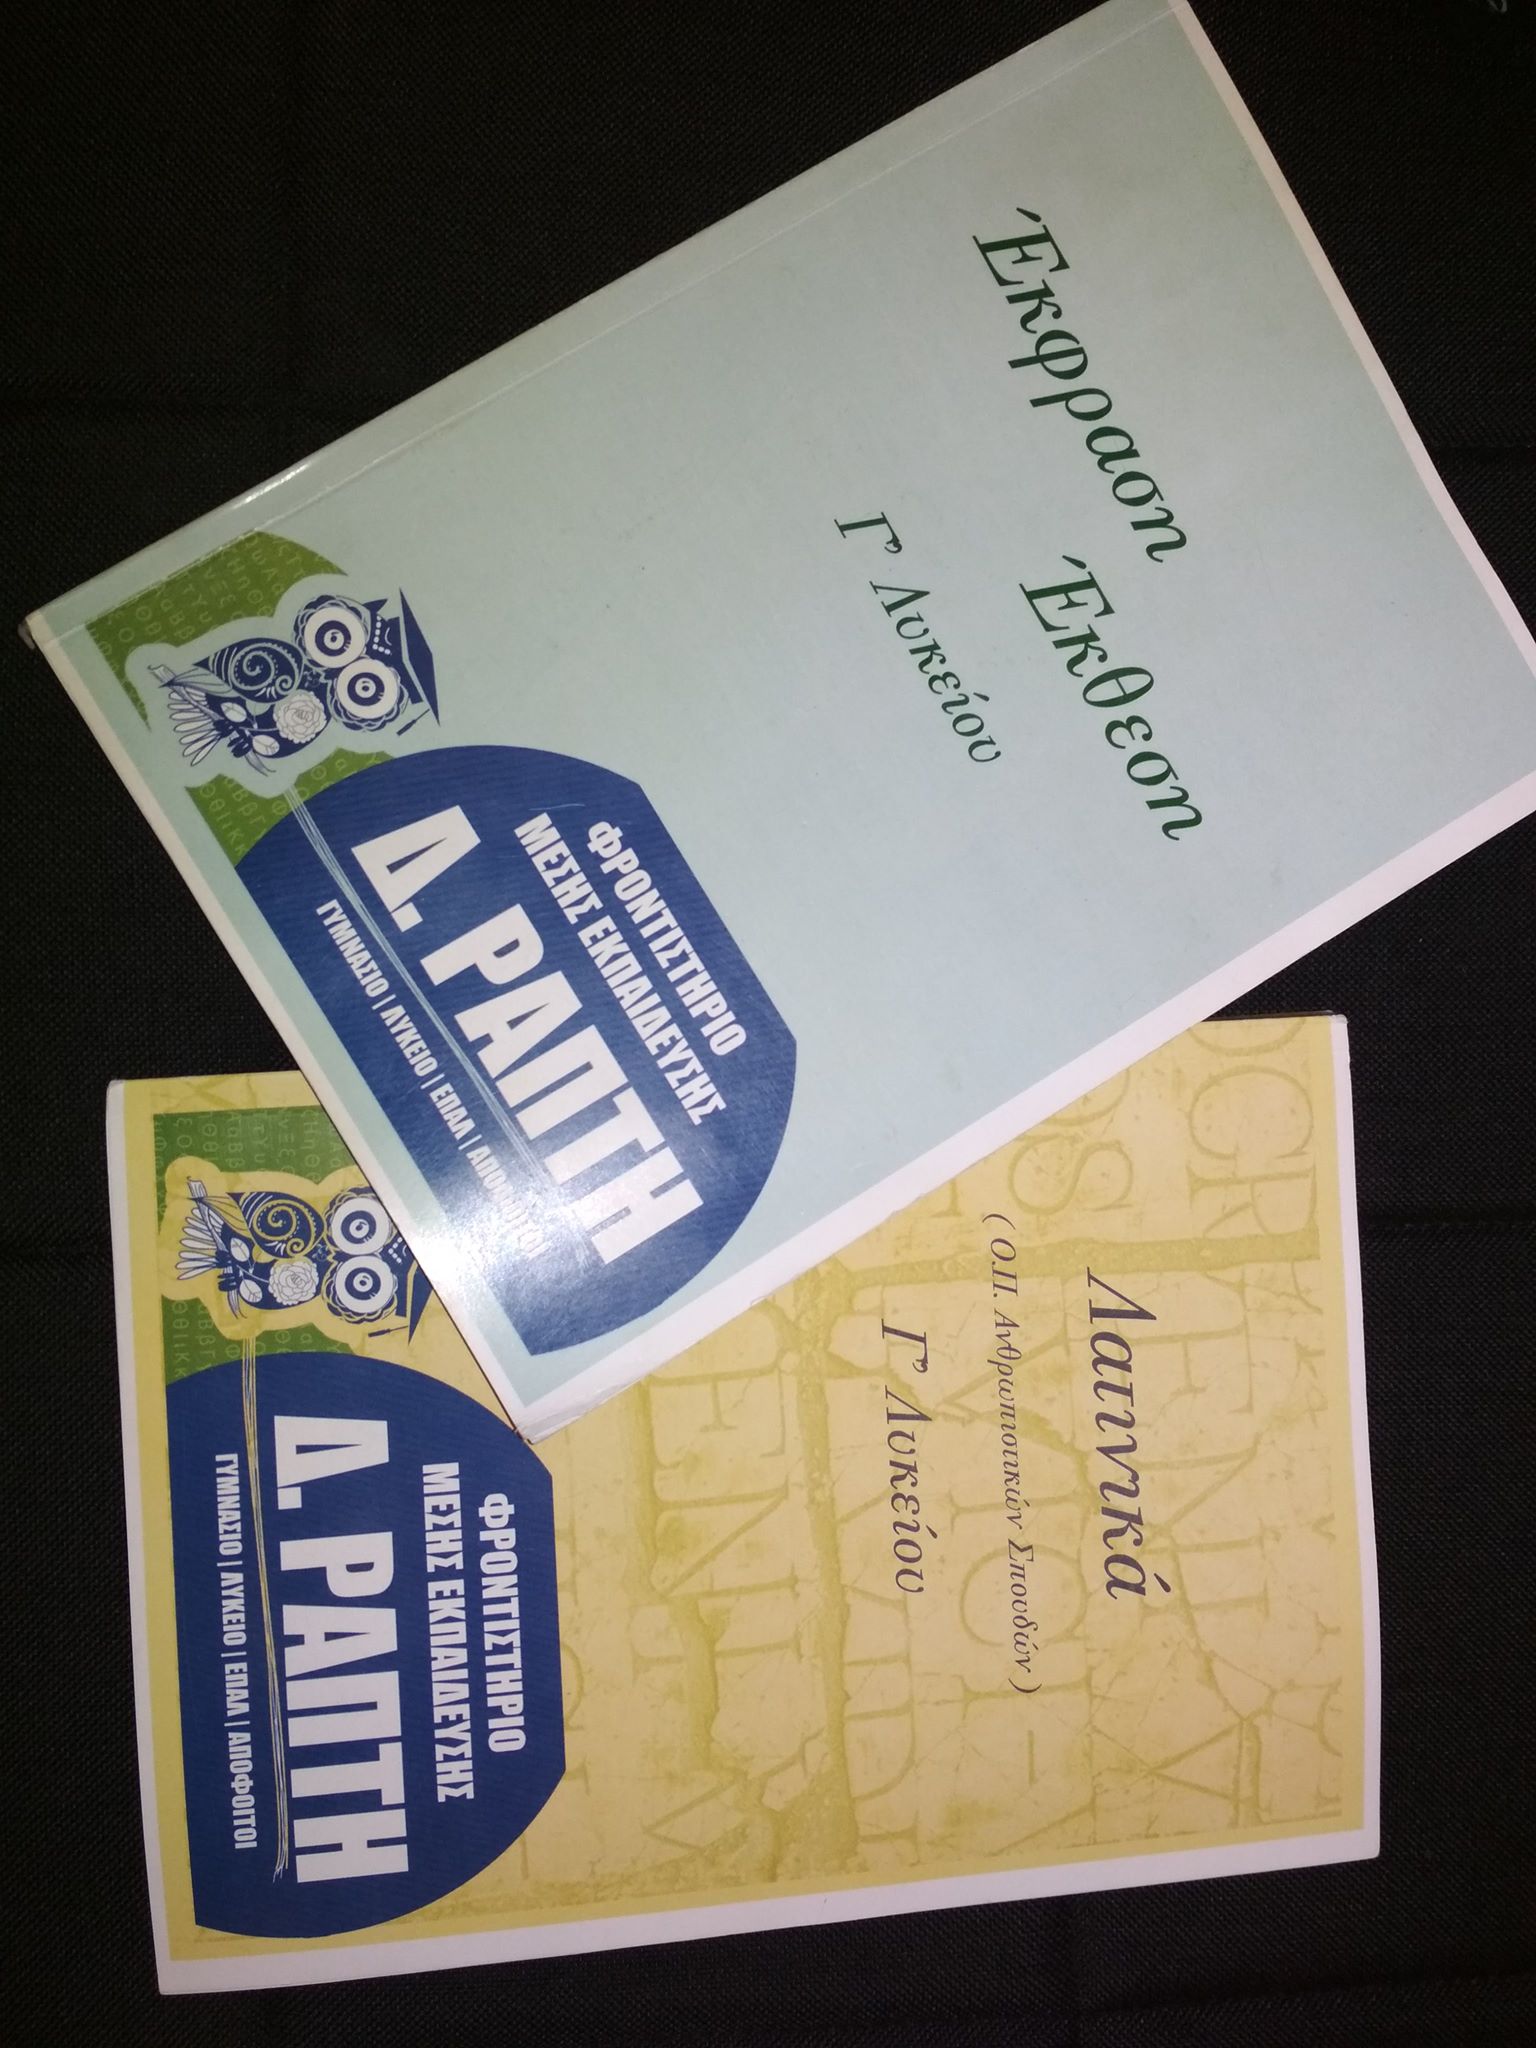 Έκφραση Έκθεση
Γ' Λυκείου
ΦΡΟΝΤΙΣΤΗΡΙΟ
ΜΕΣΗΣ ΕΚΠΑΙΔΕΥΣΗΣ
Δ. ΡΑΠΤΗ
ΓΥΜΝΑΣΙΟ | ΛΥΚΕΙΟ | ΕΠΑΛ | ΑΠΟΦΟΙΤΟΙ
Λατινικά
( Ο.Π. Ανθρωπιστικών Σπουδών )
Γ' Λυκείου
ΦΡΟΝΤΙΣΤΗΡΙΟ
ΜΕΣΗΣ ΕΚΠΑΙΔΕΥΣΗΣ
Δ. ΡΑΠΤΗ
ΓΥΜΝΑΣΙΟ | ΛΥΚΕΙΟ | ΕΠΑΛ | ΑΠΟΦΟΙΤΟΙ